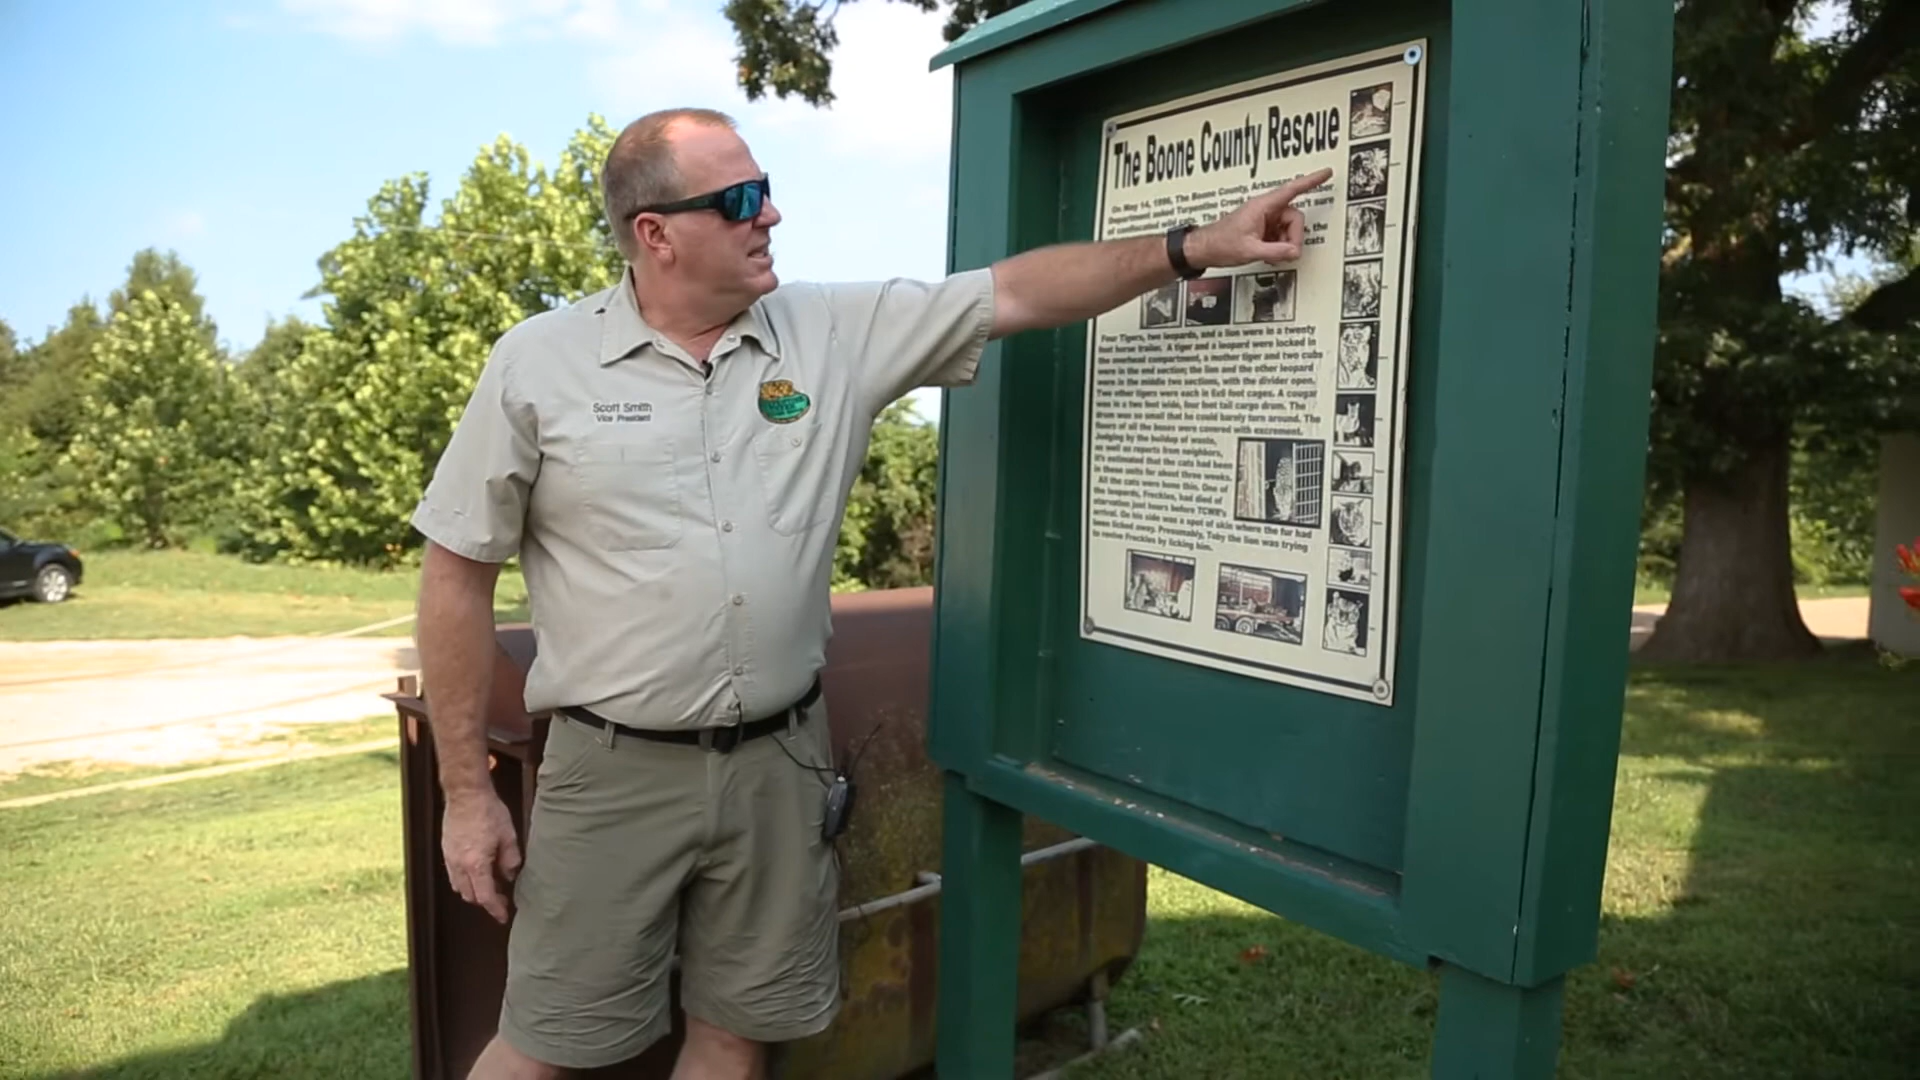 Scott Smith
Vice President
The Boone County Rescue
On May 14, 1996, The Boone County, Arkansas
Department asked Turpentine Creek sn't sure
of confiscated wild cats. The
, the
cats
Four Tigers, two leopards, and a lion were in a twenty
foot horse trailer. A tiger and a leopard were locked in
the overhead compartment, a mother tiger and two cubs
were in the end section; the lion and the other leopard
were in the middle two sections, with the divider open.
Two other tigers were each in 5x5 foot cages. A cougar
was in a two foot wide, four foot tall cargo drum. The
drum was so small that he could barely turn around. The
floors of all the boxes were covered with excrement.
Judging by the buildup of waste,
as well as reports from neighbors,
it's estimated that the cats had been
in these units for about three weeks.
All the cats were bone thin. One of
the leopards, Freckles, had died of
starvation just hours before TCWR's
arrival. On his side was a spot of skin where the fur had
been licked away. Presumably, Toby the lion was trying
to revive Freckles by licking him.